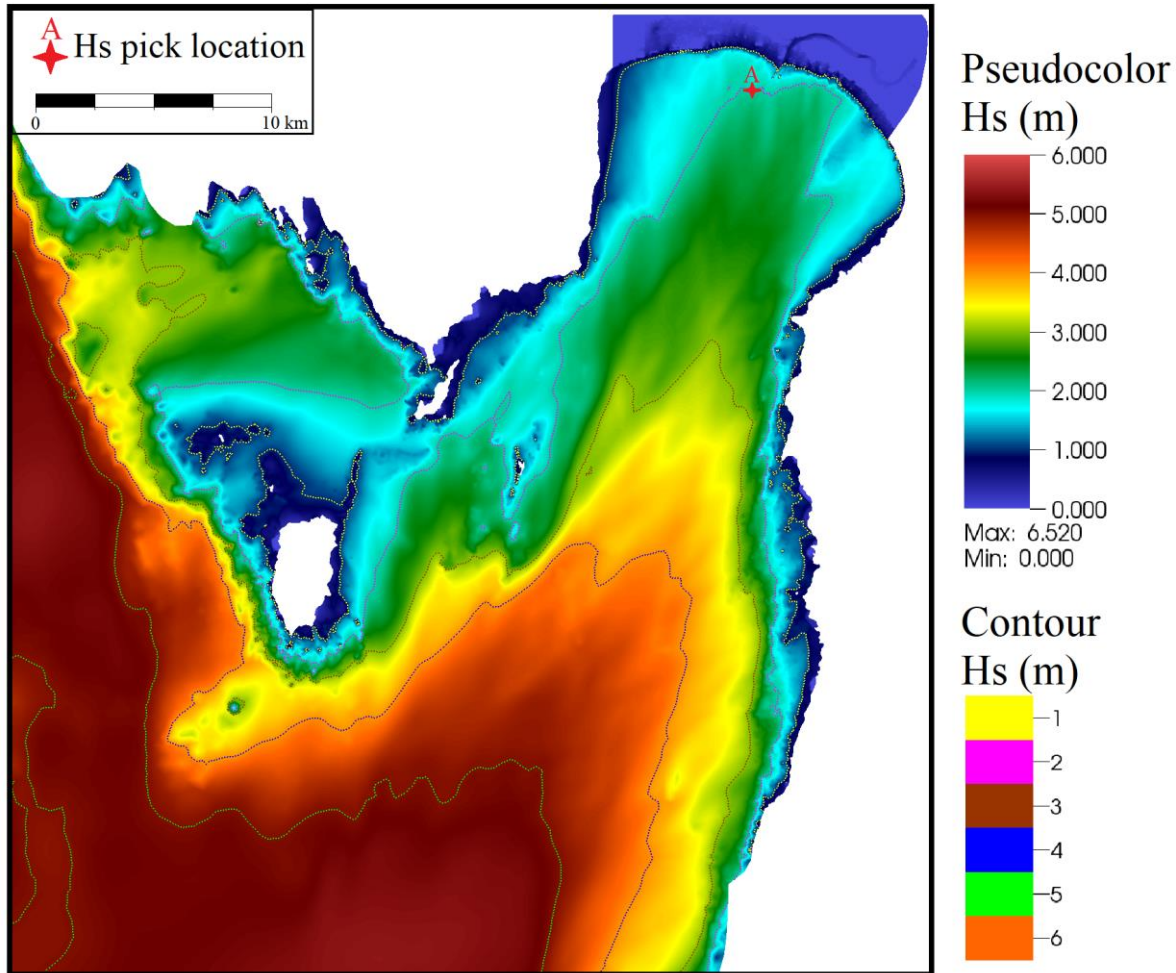 A
Hs pick location
0 10 km
A
Pseudocolor
Hs (m)
6.000
5.000
4.000
3.000
2.000
1.000
0.000
Max: 6.520
Min: 0.000
Contour
Hs (m)
1
2
3
4
5
6